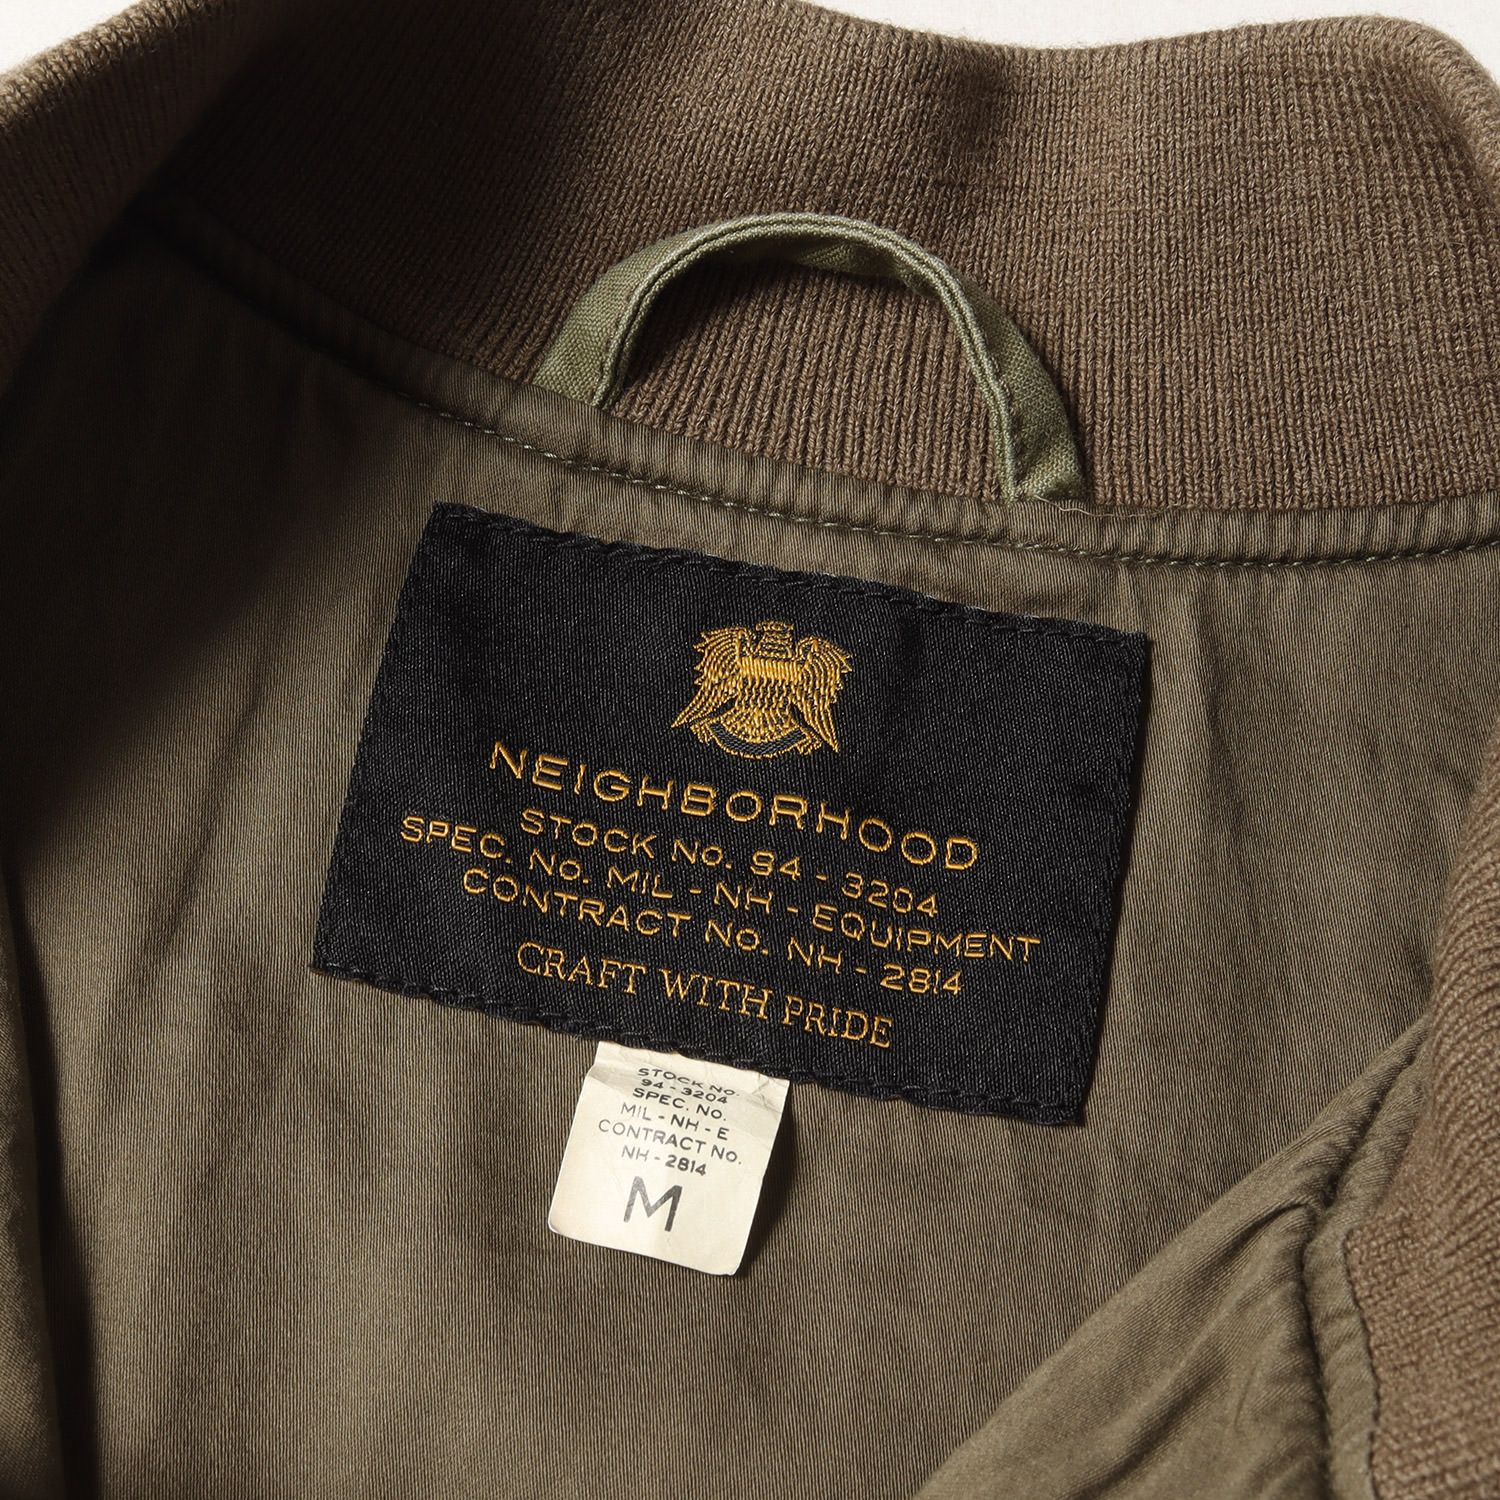 NEIGHBORHOOD
STOCK No. 94 - 3204
SPEC. No. MIL - NH - EQUIPMENT
CONTRACT No. NH - 2814
CRAFT WITH PRIDE
STOCK No.
94 - 3204
SPEC. No.
MIL - NH - E
CONTRACT No.
NH - 2814
M